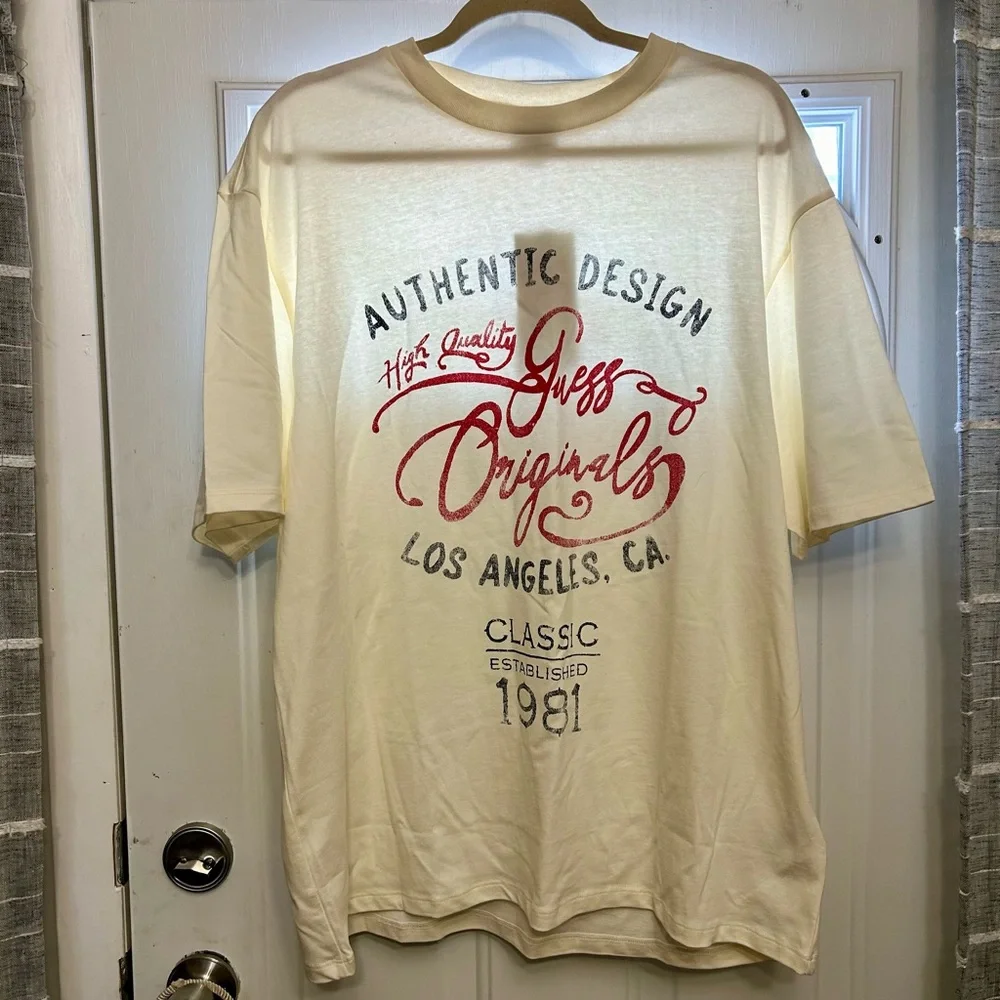 AUTHENTIC DESIGN
High Quality Guess
Originals
LOS ANGELES, CA.
CLASSIC
ESTABLISHED
1981